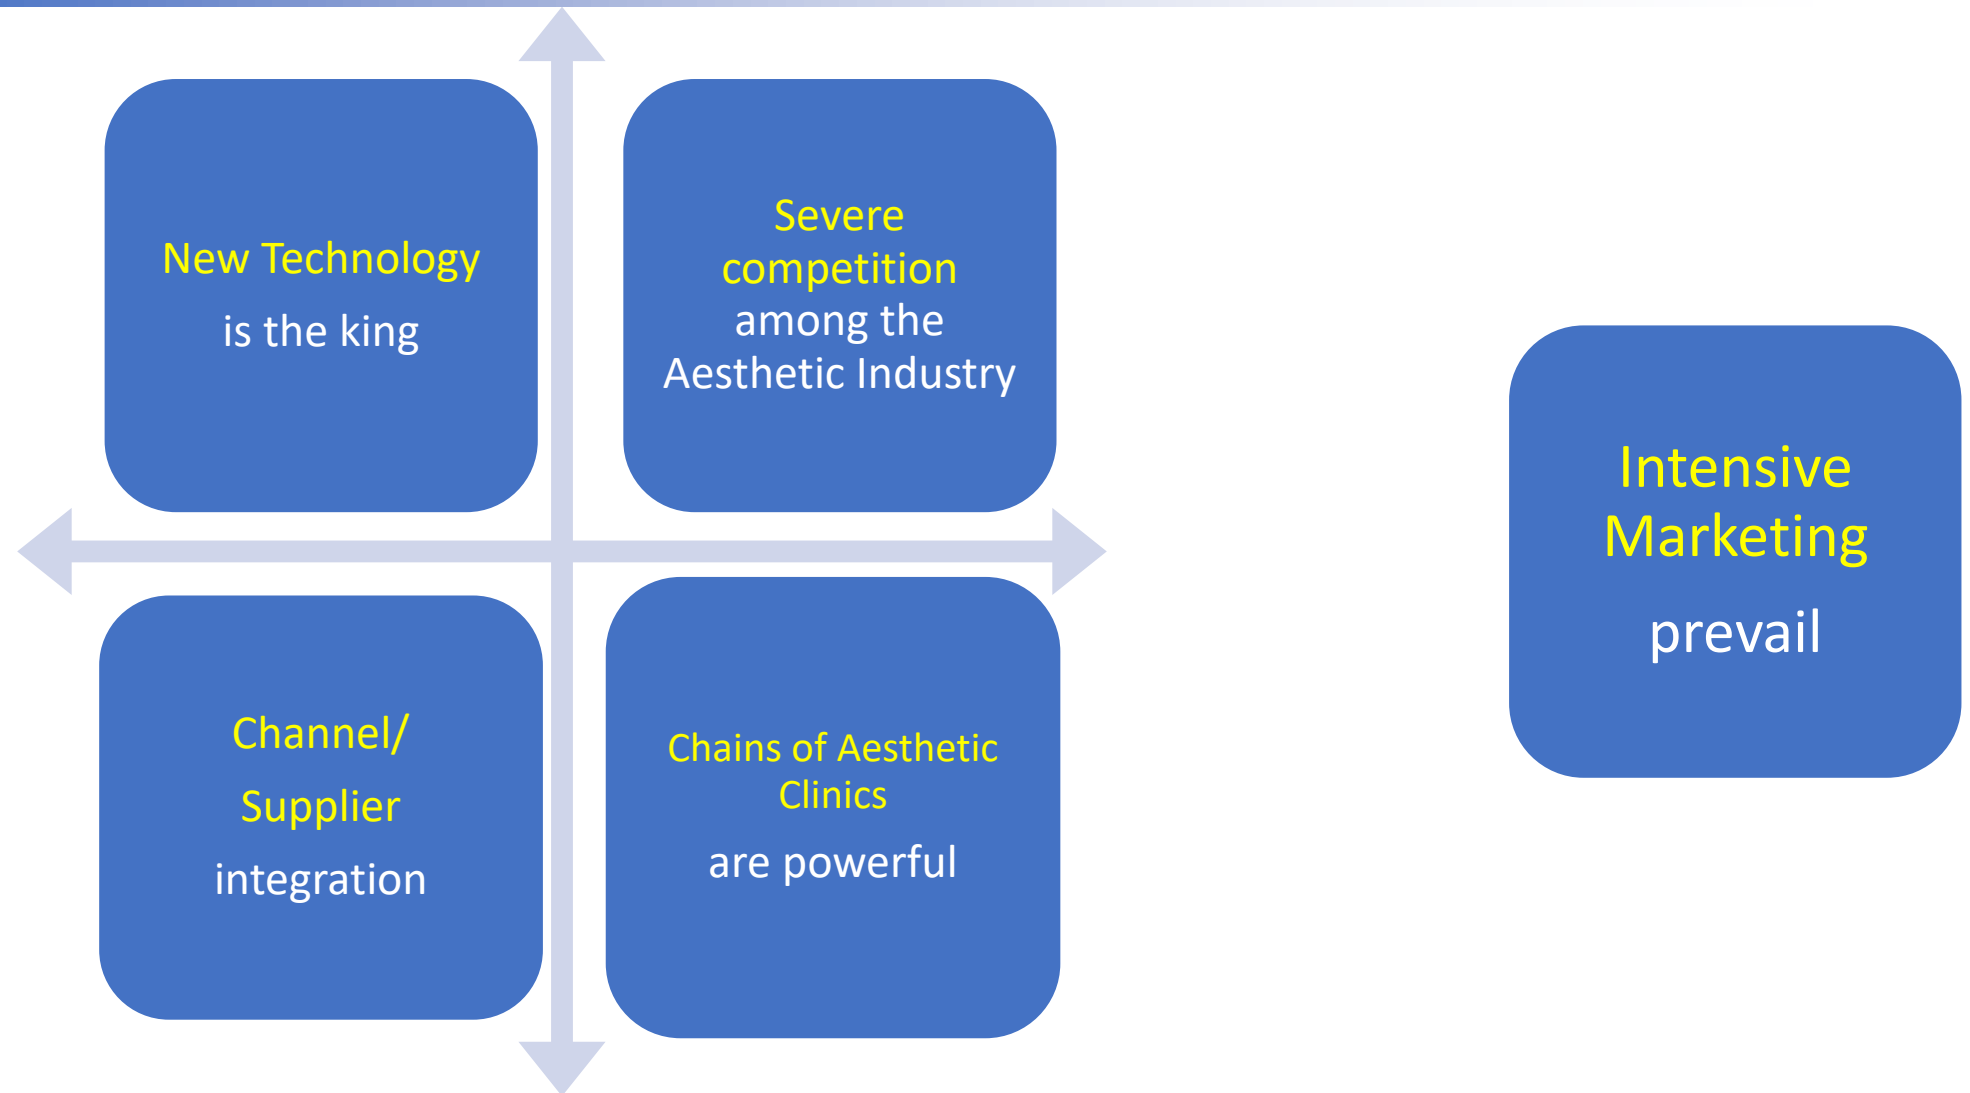 New Technology
is the king
Severe
competition
among the
Aesthetic Industry
Channel/
Supplier
integration
Chains of Aesthetic
Clinics
are powerful
Intensive
Marketing
prevail